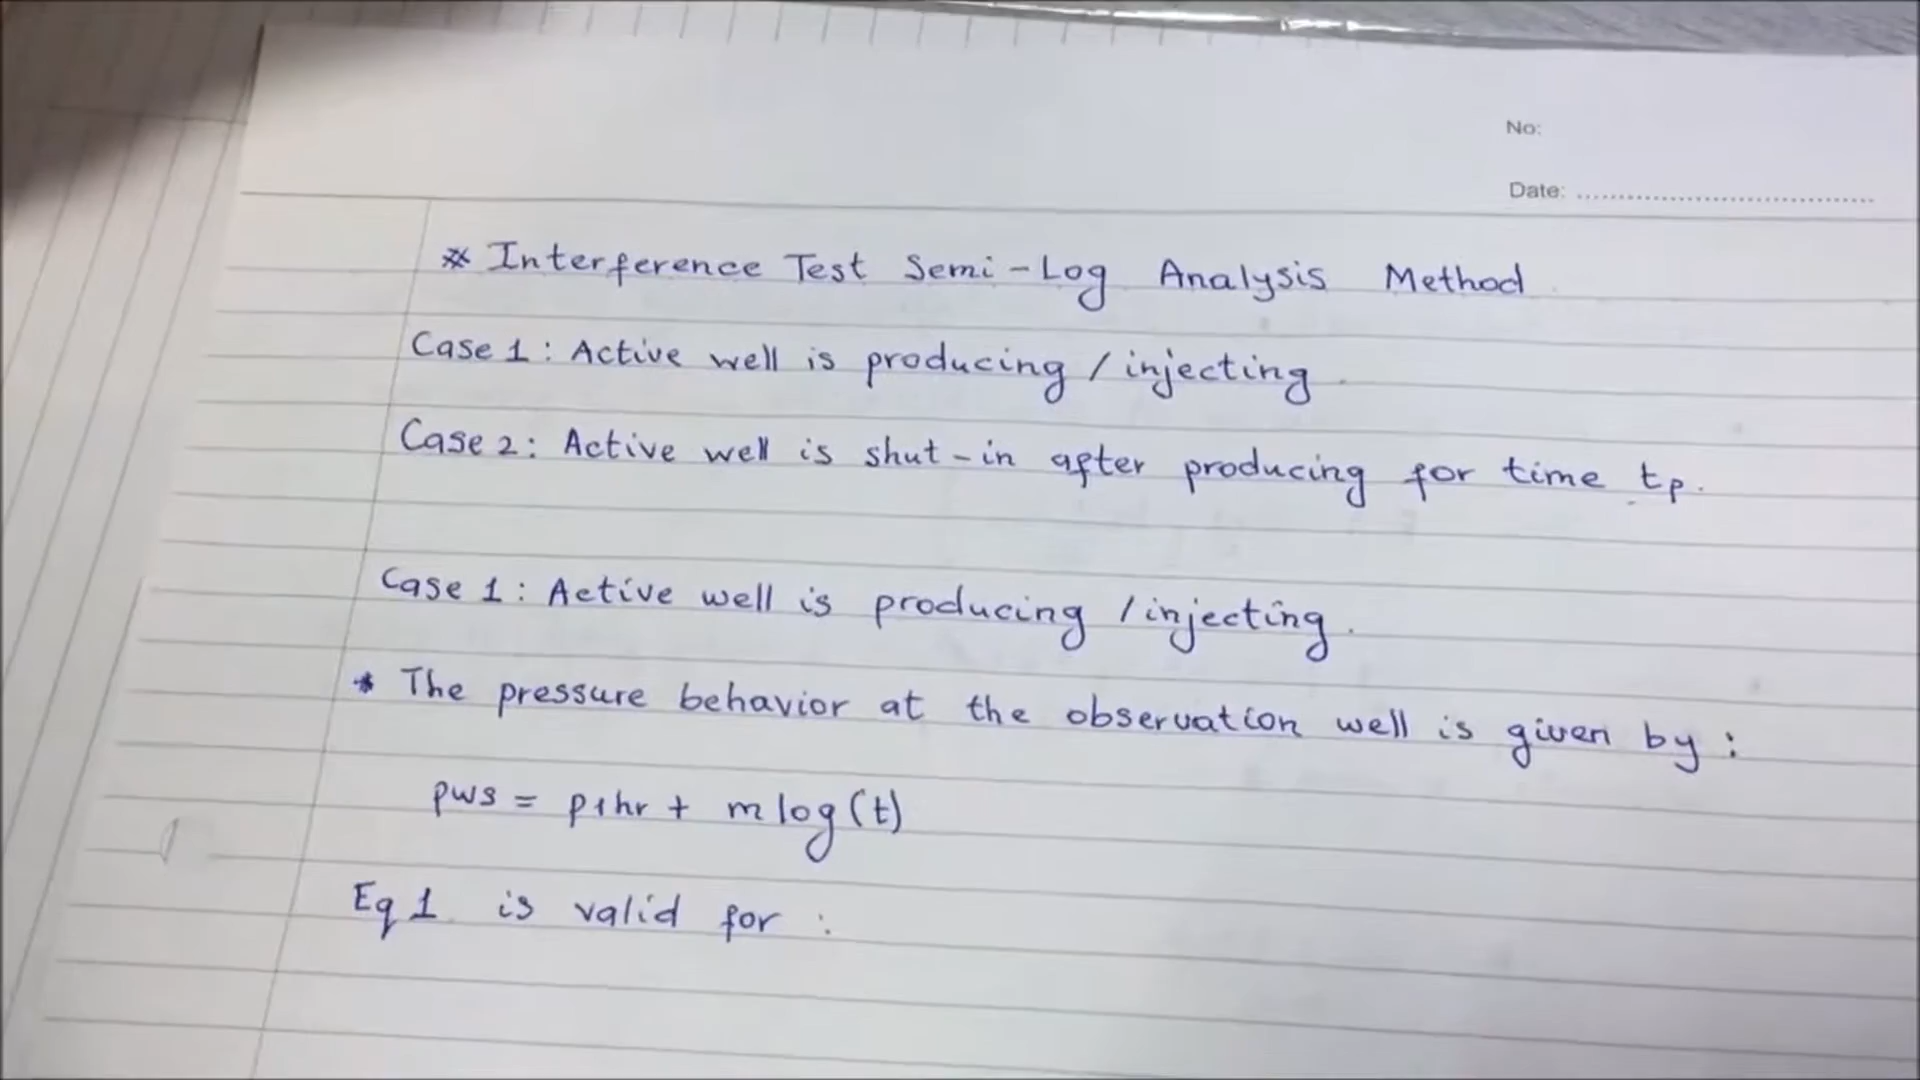 No:
Date: ........................................
* Interference Test Semi-Log Analysis Method
Case 1: Active well is producing / injecting.
Case 2: Active well is shut-in after producing for time tp.
Case 1: Active well is producing / injecting.
* The pressure behavior at the observation well is given by:
pws = p1hr + m log(t)
Eq 1 is valid for :